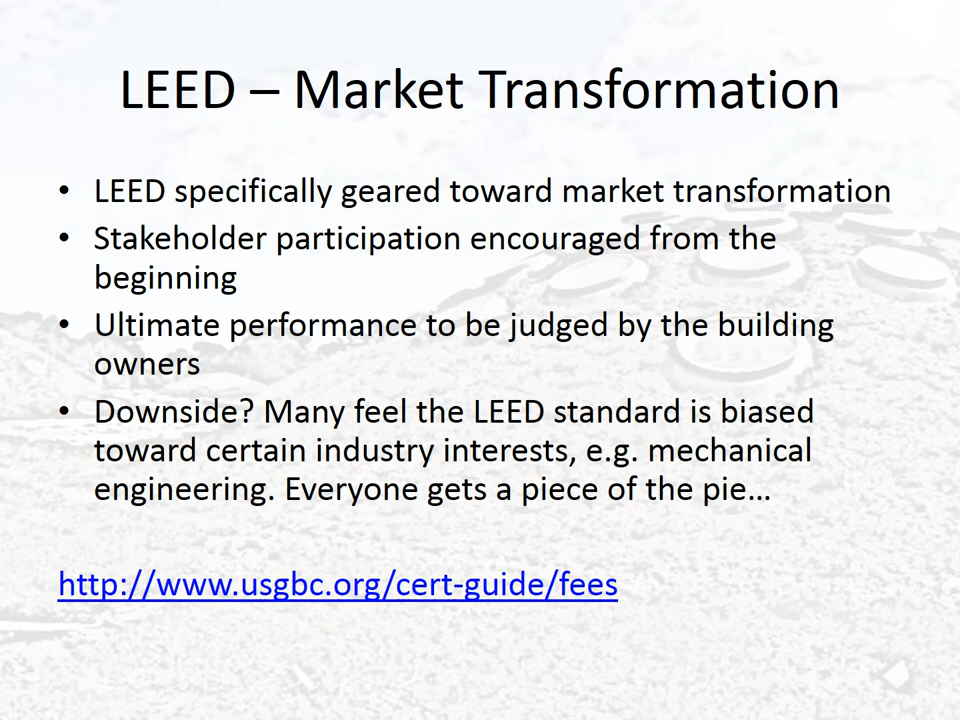 LEED – Market Transformation
• LEED specifically geared toward market transformation
• Stakeholder participation encouraged from the
beginning
• Ultimate performance to be judged by the building
owners
• Downside? Many feel the LEED standard is biased
toward certain industry interests, e.g. mechanical
engineering. Everyone gets a piece of the pie…
http://www.usgbc.org/cert-guide/fees